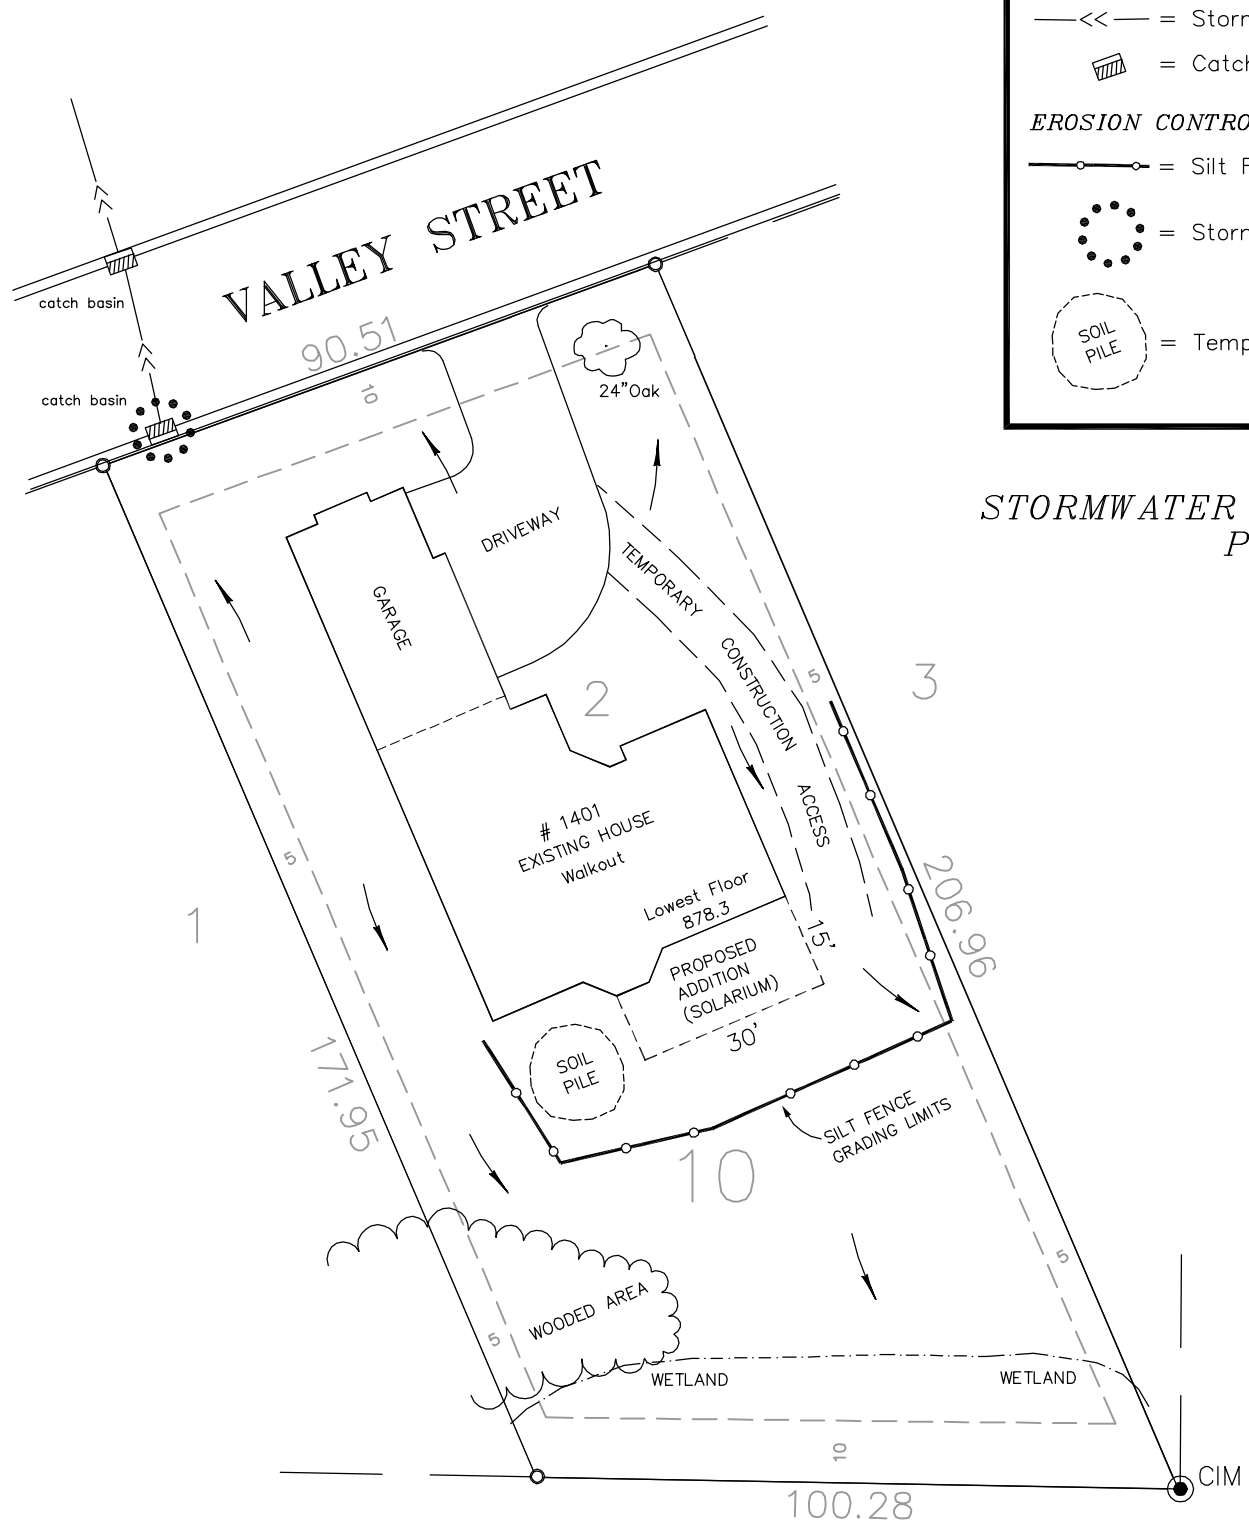 = Storm
= Catch
EROSION CONTRO
= Silt F
= Storm
SOIL
PILE
= Temp
STORMWATER
P
VALLEY STREET
catch basin
catch basin
90.51
10
24"Oak
DRIVEWAY
GARAGE
TEMPORARY
CONSTRUCTION
ACCESS
2
3
5
# 1401
EXISTING HOUSE
Walkout
Lowest Floor
878.3
5
1
206.96
15'
PROPOSED
ADDITION
(SOLARIUM)
30'
SOIL
PILE
171.95
SILT FENCE
GRADING LIMITS
10
5
WOODED AREA
5
WETLAND
WETLAND
10
CIM
100.28